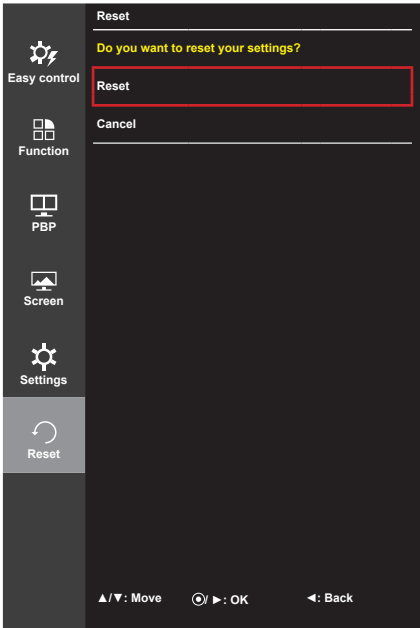 Reset
Do you want to reset your settings?
Reset
Cancel
Easy control
Function
PBP
Screen
Settings
Reset
▲/▼: Move ◉/ ►: OK ◄: Back